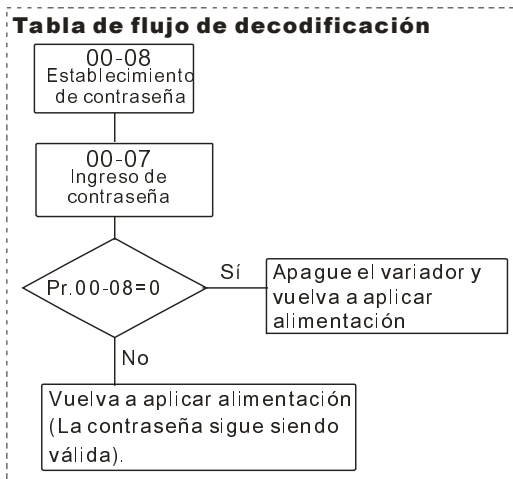 Tabla de flujo de decodificación
00-08
Establecimiento
de contraseña
00-07
Ingreso de
contraseña
Pr.00-08=0
Sí
Apague el variador y
vuelva a aplicar
alimentación
No
Vuelva a aplicar alimentación
(La contraseña sigue siendo
válida).